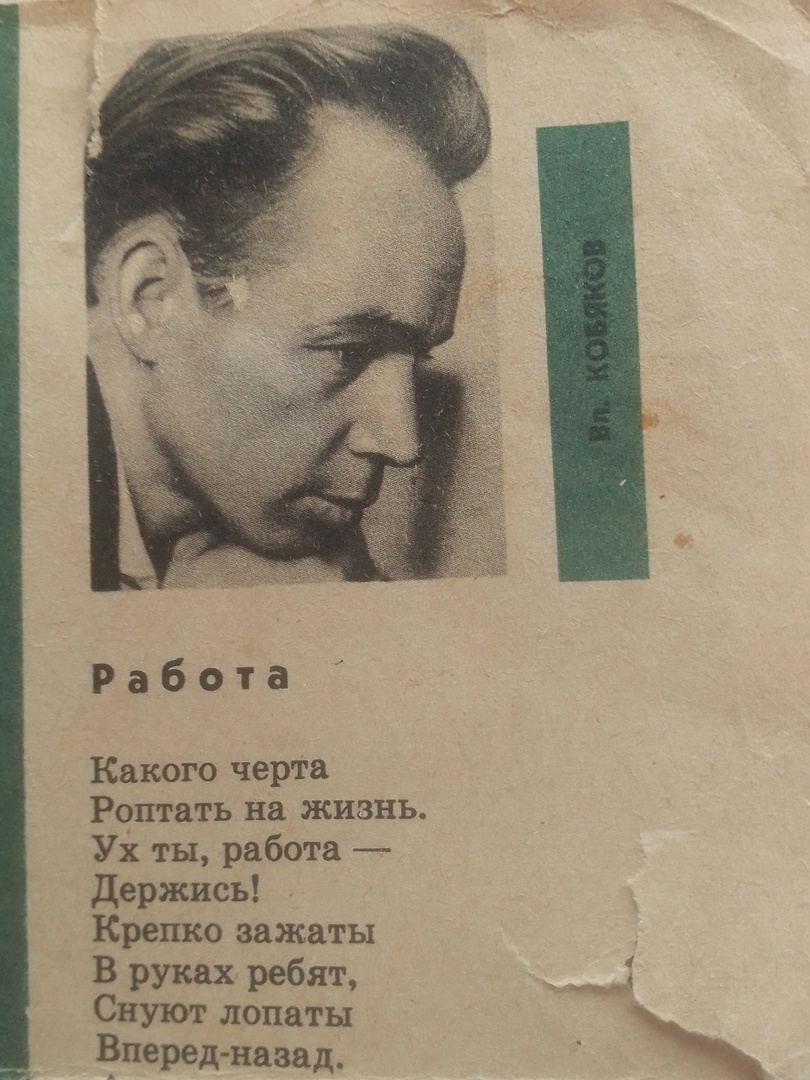 Вл. КОБЯКОВ
Работа
Какого черта
Роптать на жизнь.
Ух ты, работа —
Держись!
Крепко зажаты
В руках ребят,
Снуют лопаты
Вперед-назад.